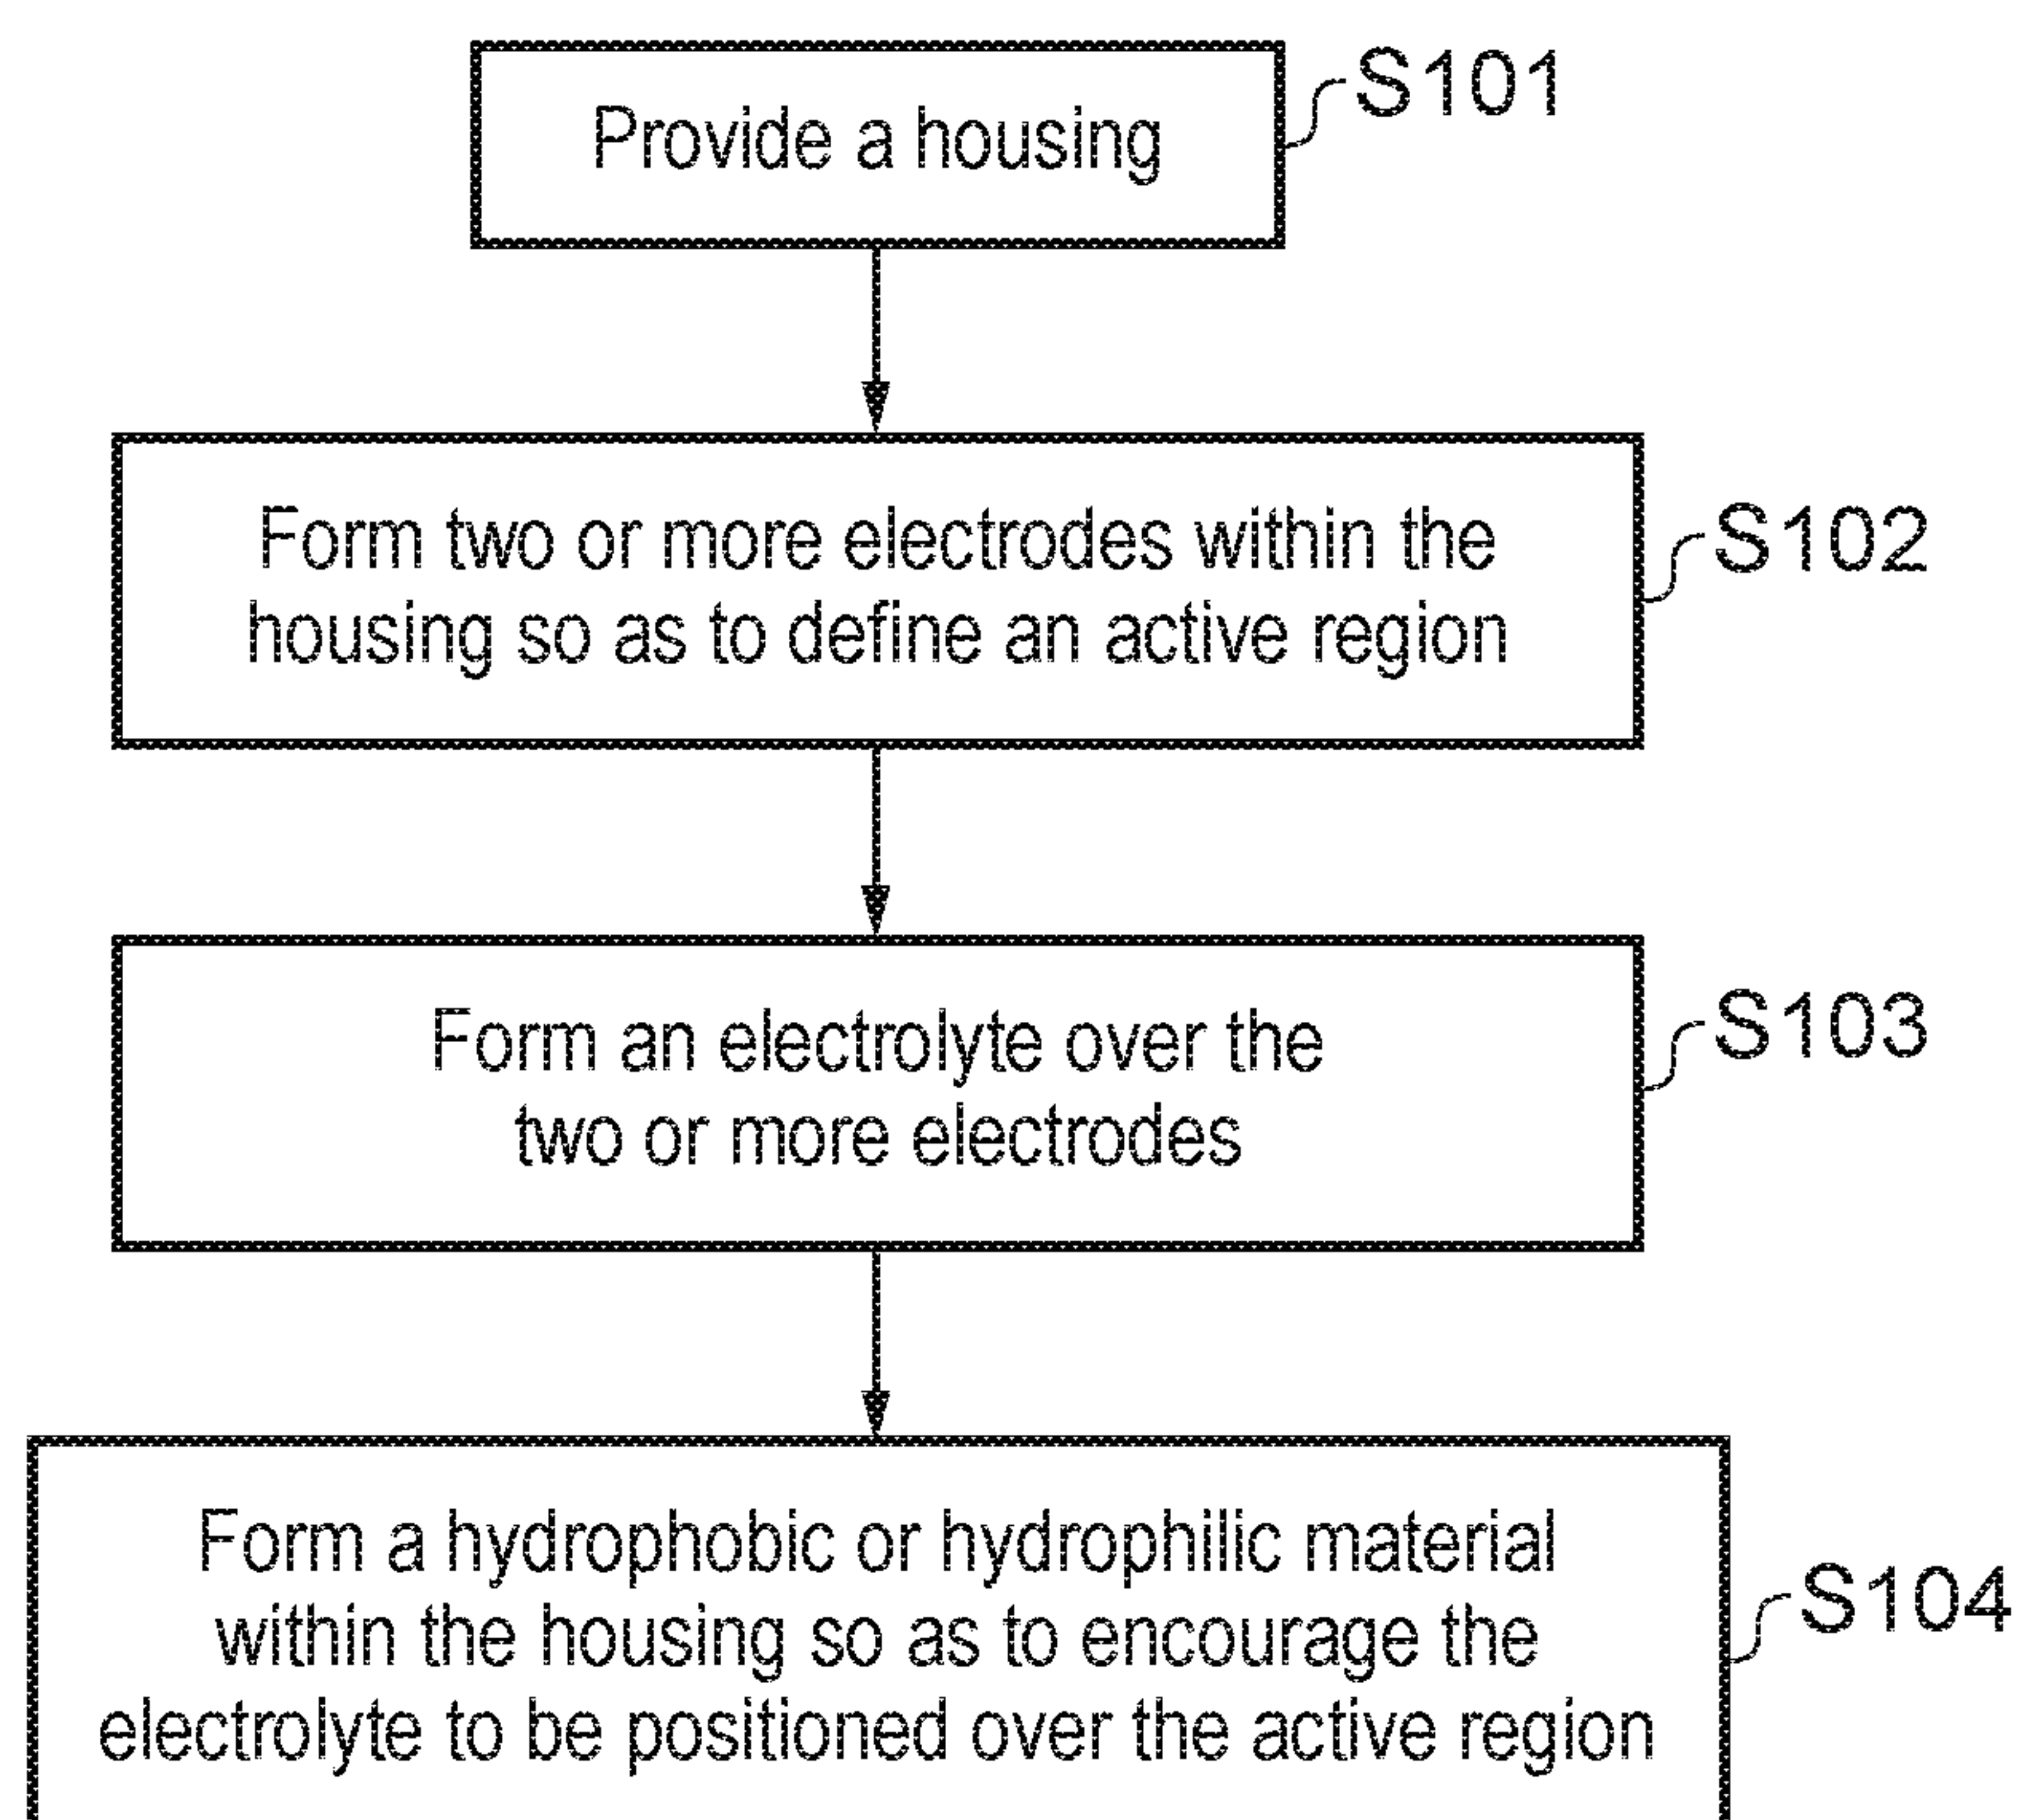 Provide a housing
S101
Form two or more electrodes within the
housing so as to define an active region
S102
Form an electrolyte over the
two or more electrodes
S103
Form a hydrophobic or hydrophilic material
within the housing so as to encourage the
electrolyte to be positioned over the active region
S104